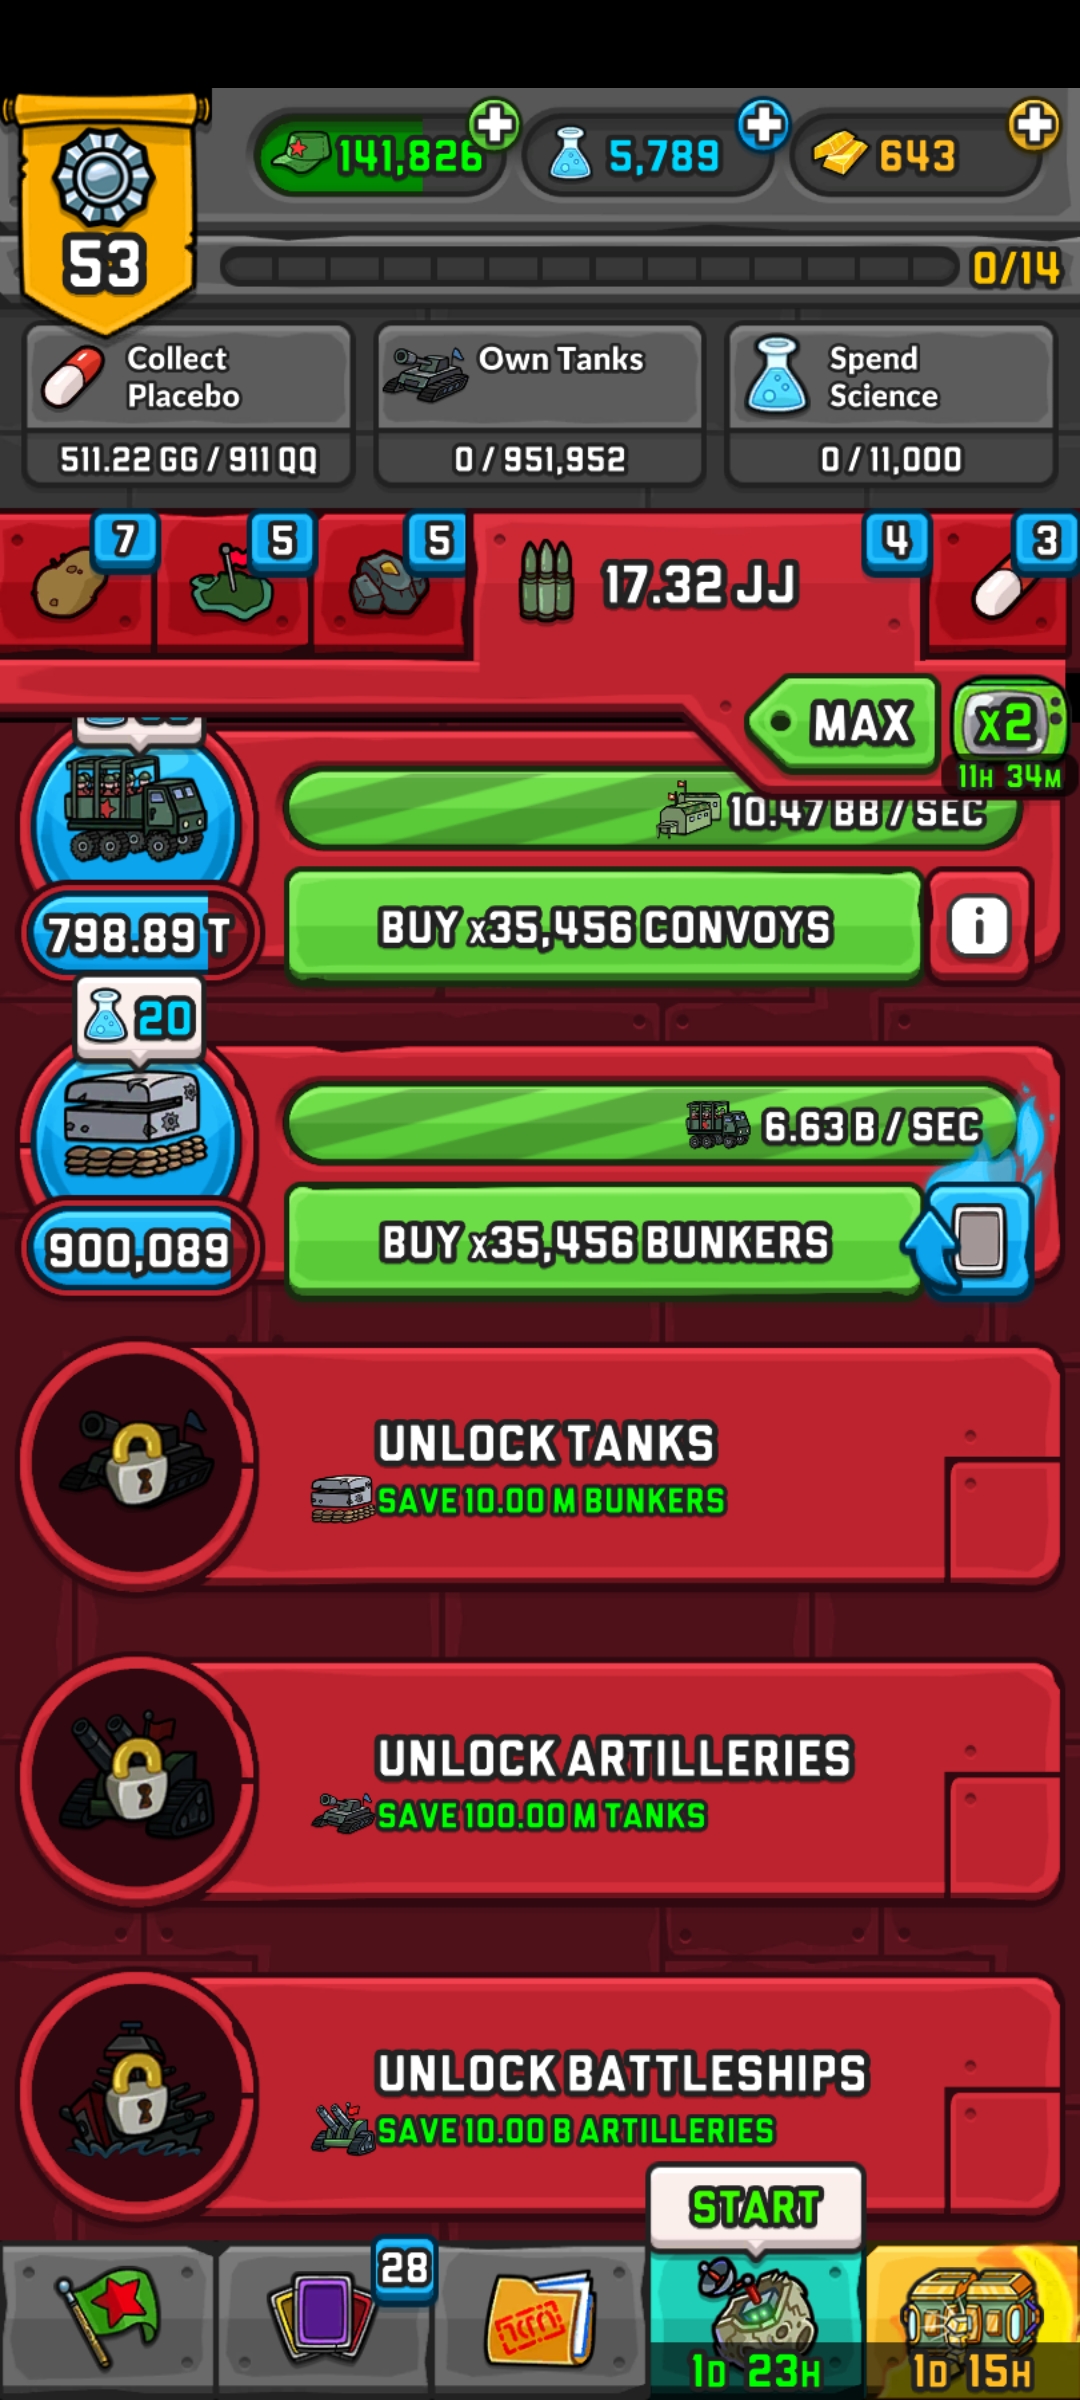 141,826
5,789
643
53
0/14
Collect
Placebo
Own Tanks
Spend
Science
511.22 GG / 911 QQ
0 / 951,952
0 / 11,000
7
5
5
17.32 JJ
4
3
MAX
x2
11H 34M
10.47 BB / SEC
798.89 T
BUY x35,456 CONVOYS
i
20
6.63 B / SEC
900,089
BUY x35,456 BUNKERS
UNLOCK TANKS
SAVE 10.00 M BUNKERS
UNLOCK ARTILLERIES
SAVE 100.00 M TANKS
UNLOCK BATTLESHIPS
SAVE 10.00 B ARTILLERIES
START
28
1D 23H
1D 15H